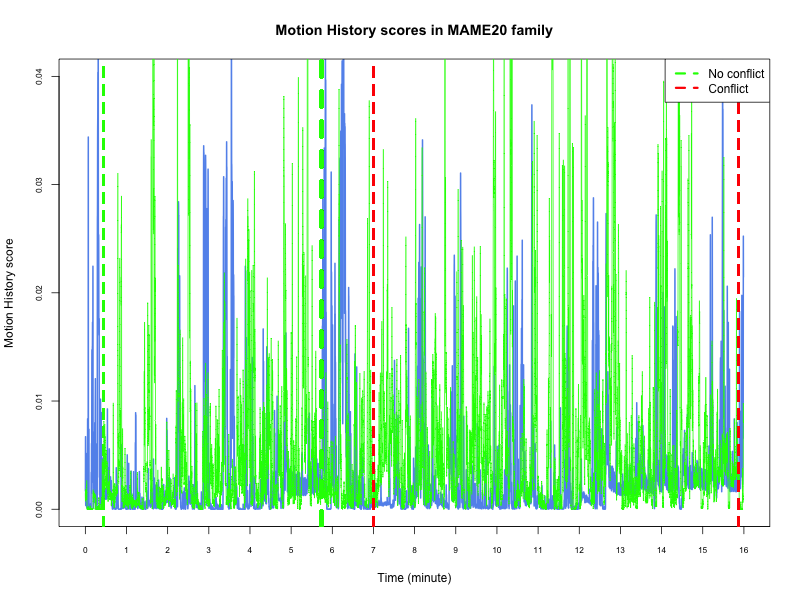 Motion History scores in MAME20 family
No conflict
Conflict
Motion History score
0.04
0.03
0.02
0.01
0.00
0 1 2 3 4 5 6 7 8 9 10 11 12 13 14 15 16
Time (minute)